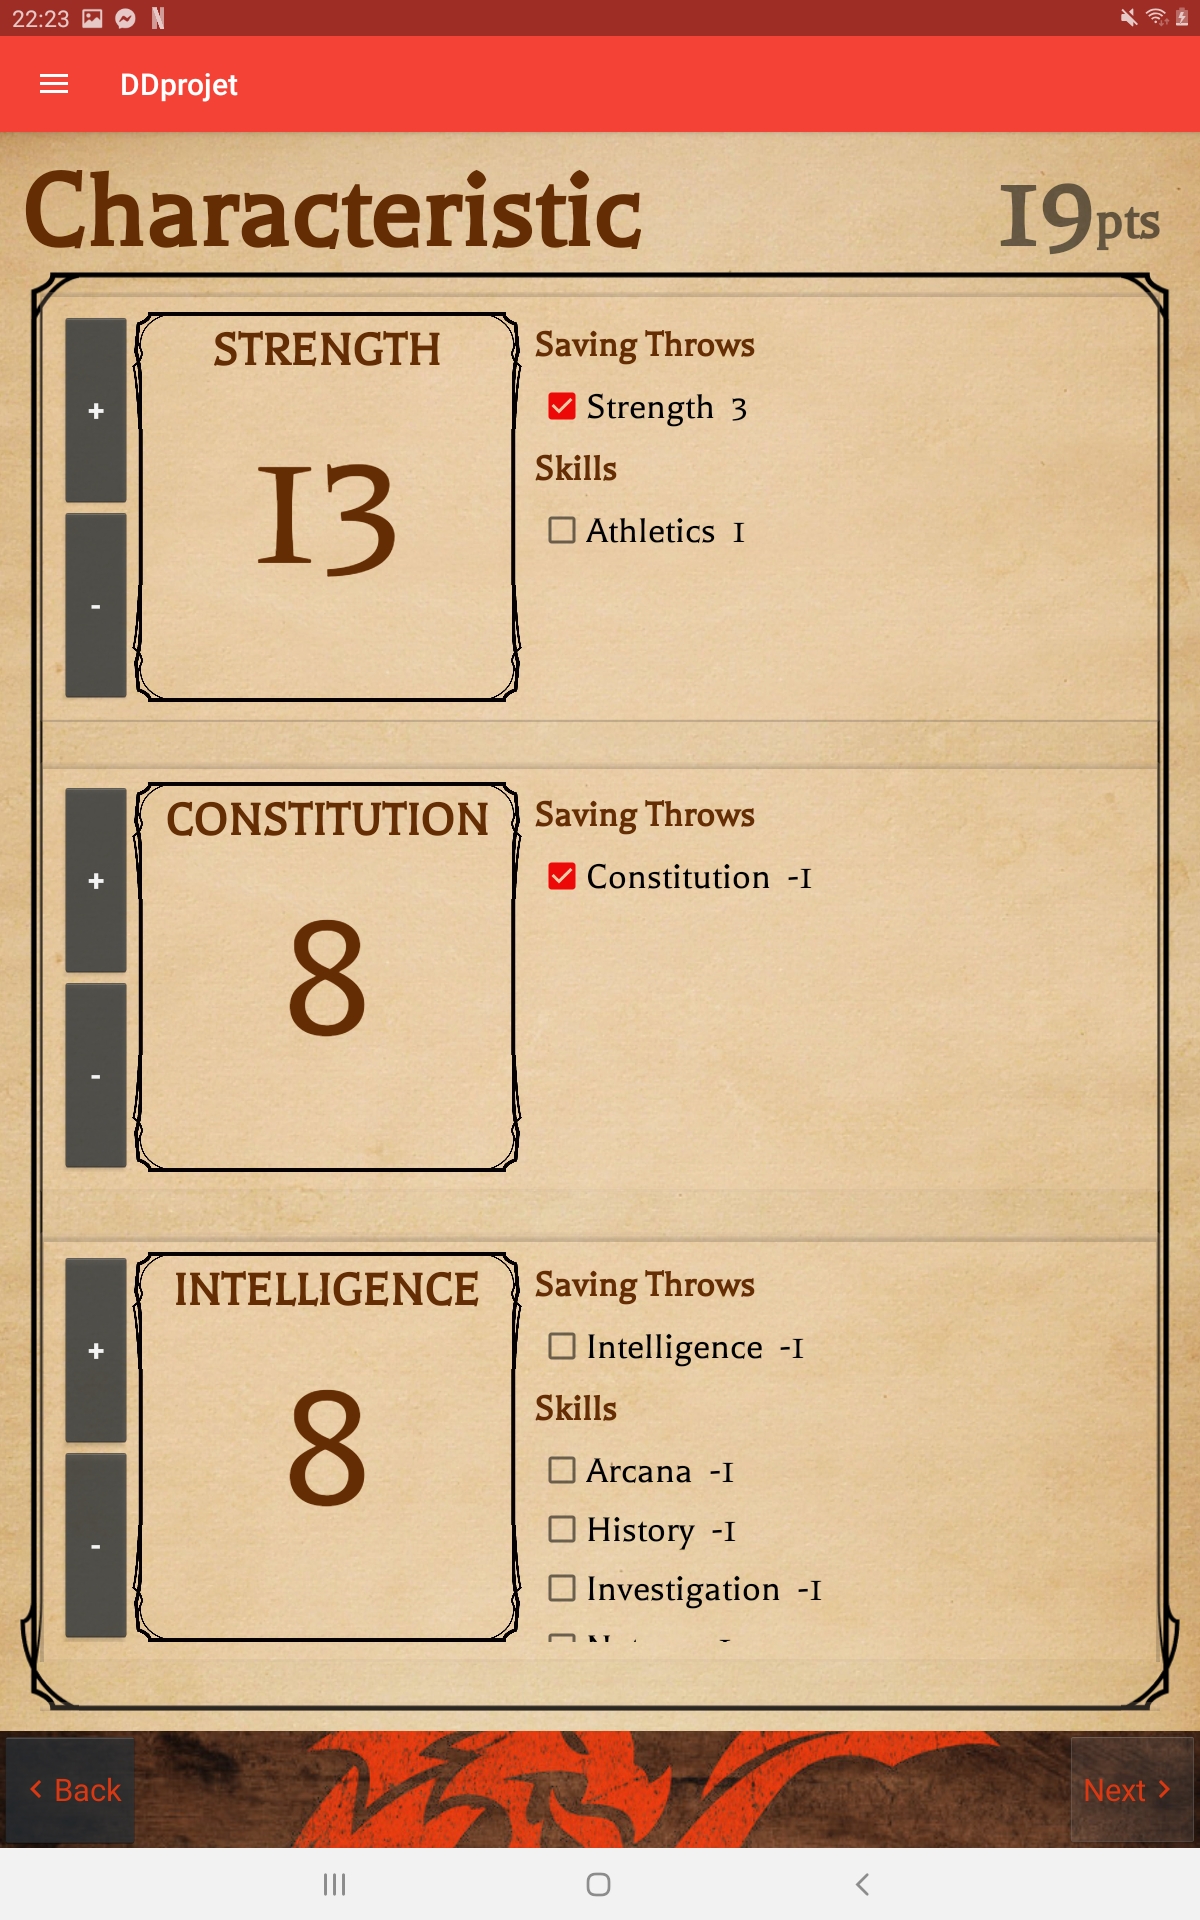 22:23
DDprojet
Characteristic 19pts
STRENGTH
13
+
-
Saving Throws
Strength 3
Skills
Athletics 1
CONSTITUTION
8
+
-
Saving Throws
Constitution -1
INTELLIGENCE
8
+
-
Saving Throws
Intelligence -1
Skills
Arcana -1
History -1
Investigation -1
Back
Next